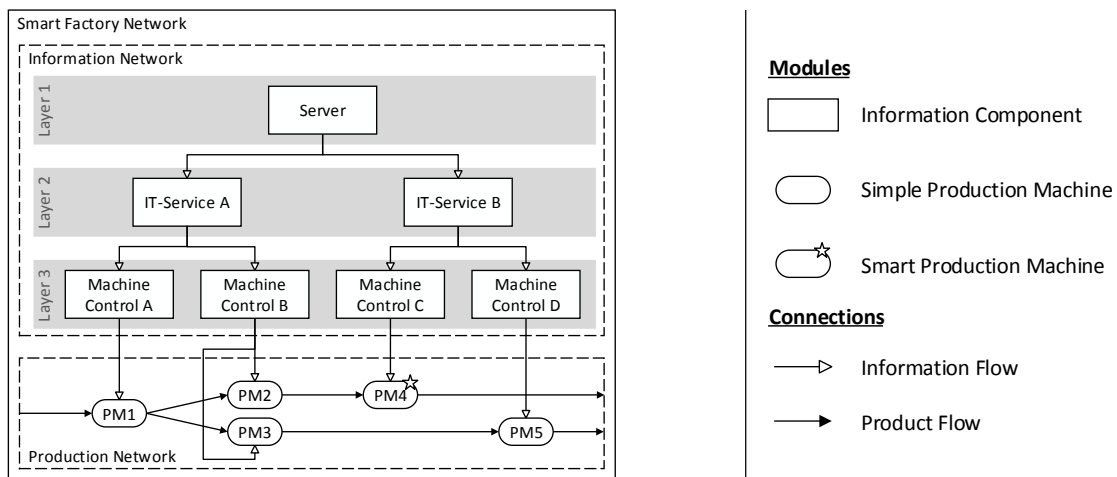 Smart Factory Network
Information Network
Layer 1
Server
Layer 2
IT-Service A
IT-Service B
Layer 3
Machine
Control A
Machine
Control B
Machine
Control C
Machine
Control D
PM1
PM2
PM3
PM4
PM5
Production Network
Modules
Information Component
Simple Production Machine
Smart Production Machine
Connections
Information Flow
Product Flow